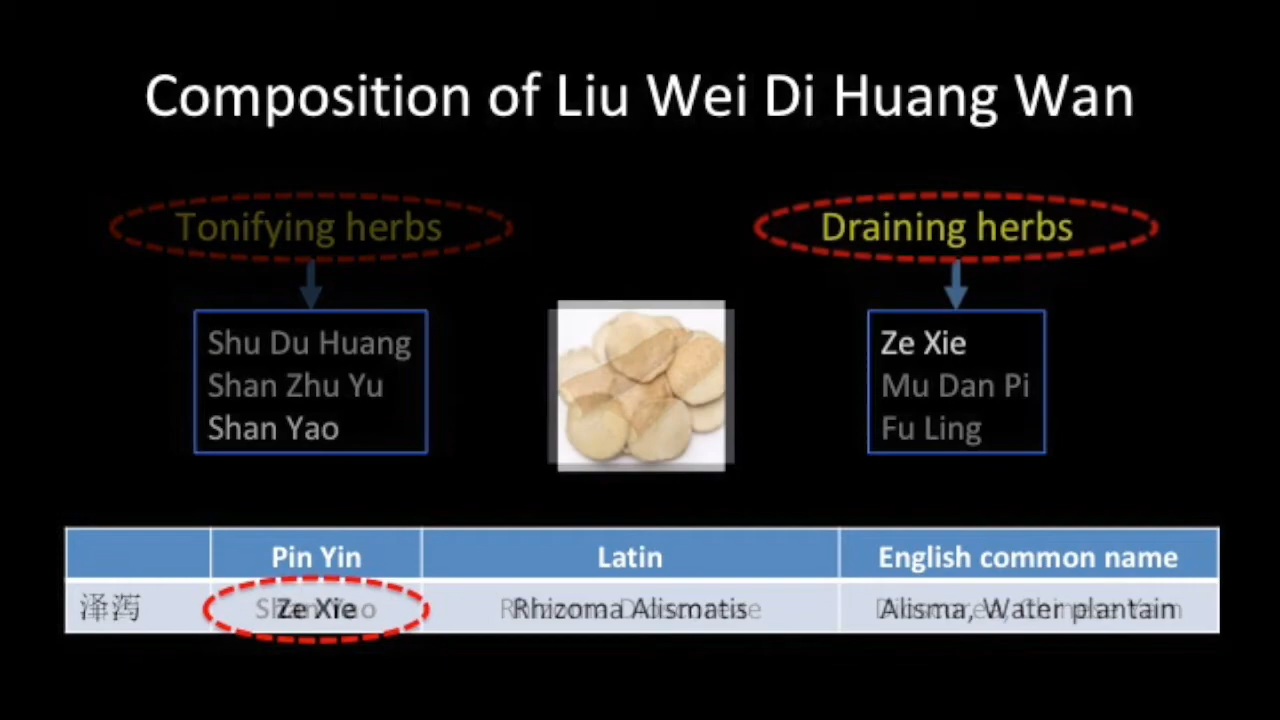 Composition of Liu Wei Di Huang Wan
Tonifying herbs
Draining herbs
Shu Du Huang
Shan Zhu Yu
Shan Yao
Ze Xie
Mu Dan Pi
Fu Ling
Pin Yin Latin English common name
泽泻 Ze Xie Rhizoma Alismatis Alisma, Water plantain